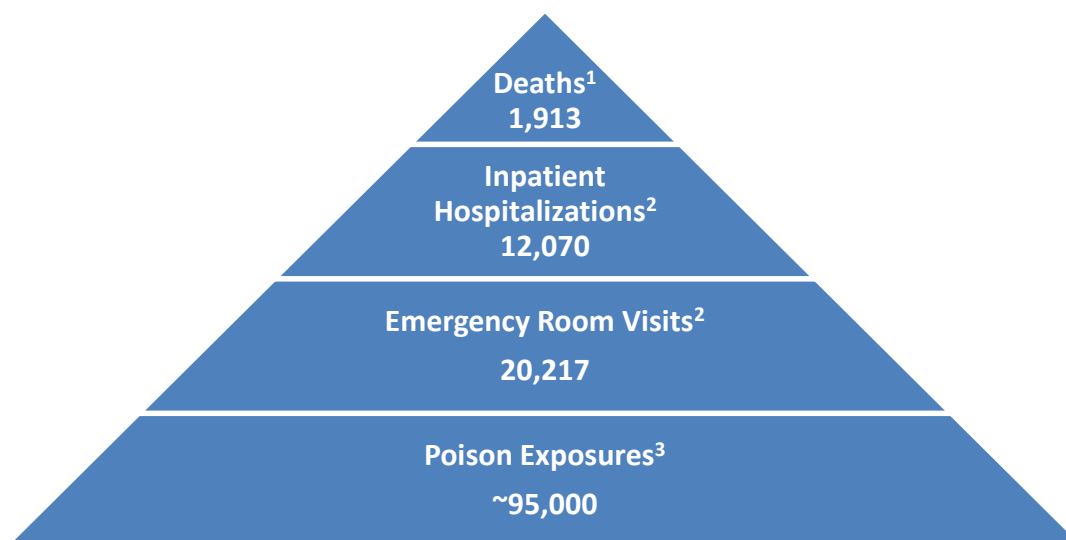 Deaths¹
1,913
Inpatient
Hospitalizations²
12,070
Emergency Room Visits²
20,217
Poison Exposures³
~95,000